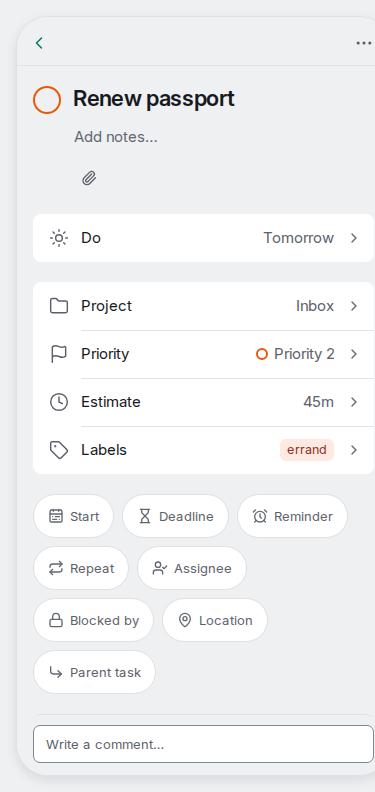 Renew passport
Add notes...
Do Tomorrow
Project Inbox
Priority Priority 2
Estimate 45m
Labels errand
Start Deadline Reminder
Repeat Assignee
Blocked by Location
Parent task
Write a comment...